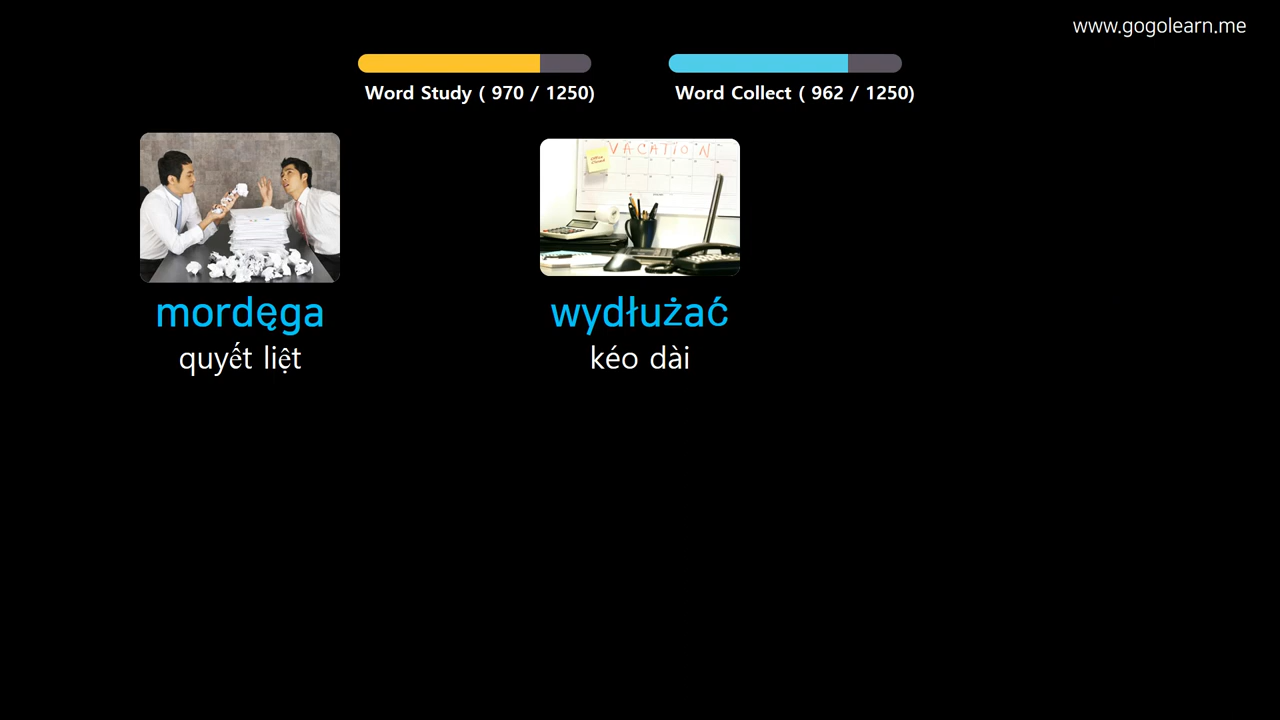 www.gogolearn.me
Word Study ( 970 / 1250)
Word Collect ( 962 / 1250)
VACATION
mordęga
wydłużać
quyết liệt
kéo dài